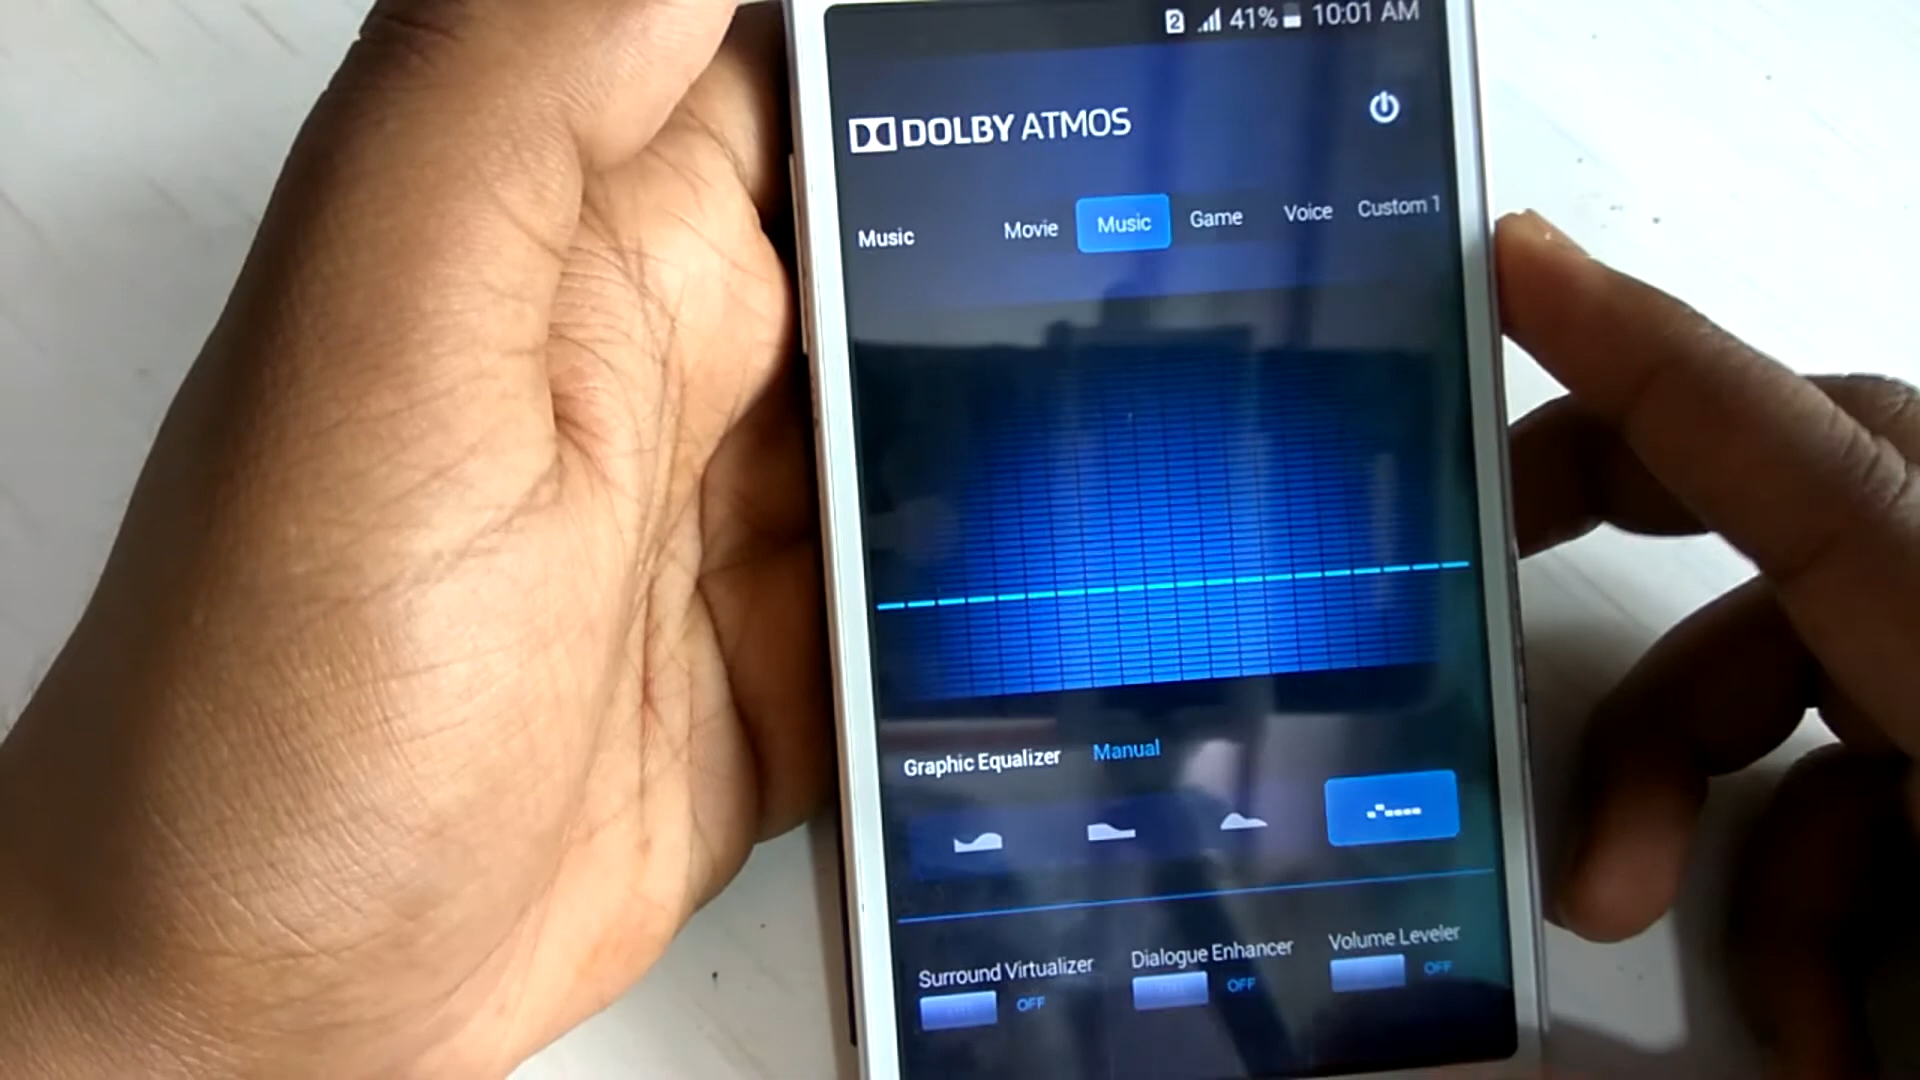 2 41% 10:01 AM
DOLBY ATMOS
Music Movie Music Game Voice Custom 1
Graphic Equalizer Manual
Surround Virtualizer Dialogue Enhancer Volume Leveler
OFF OFF OFF